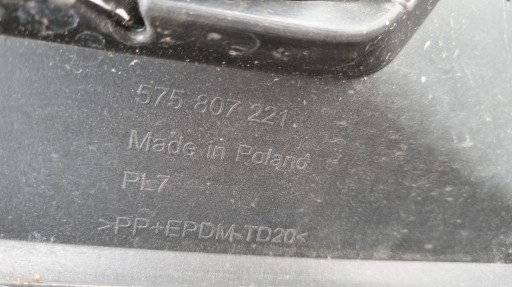 575 807 221
Made in Poland
PL7
>PP+EPDM-TD20<